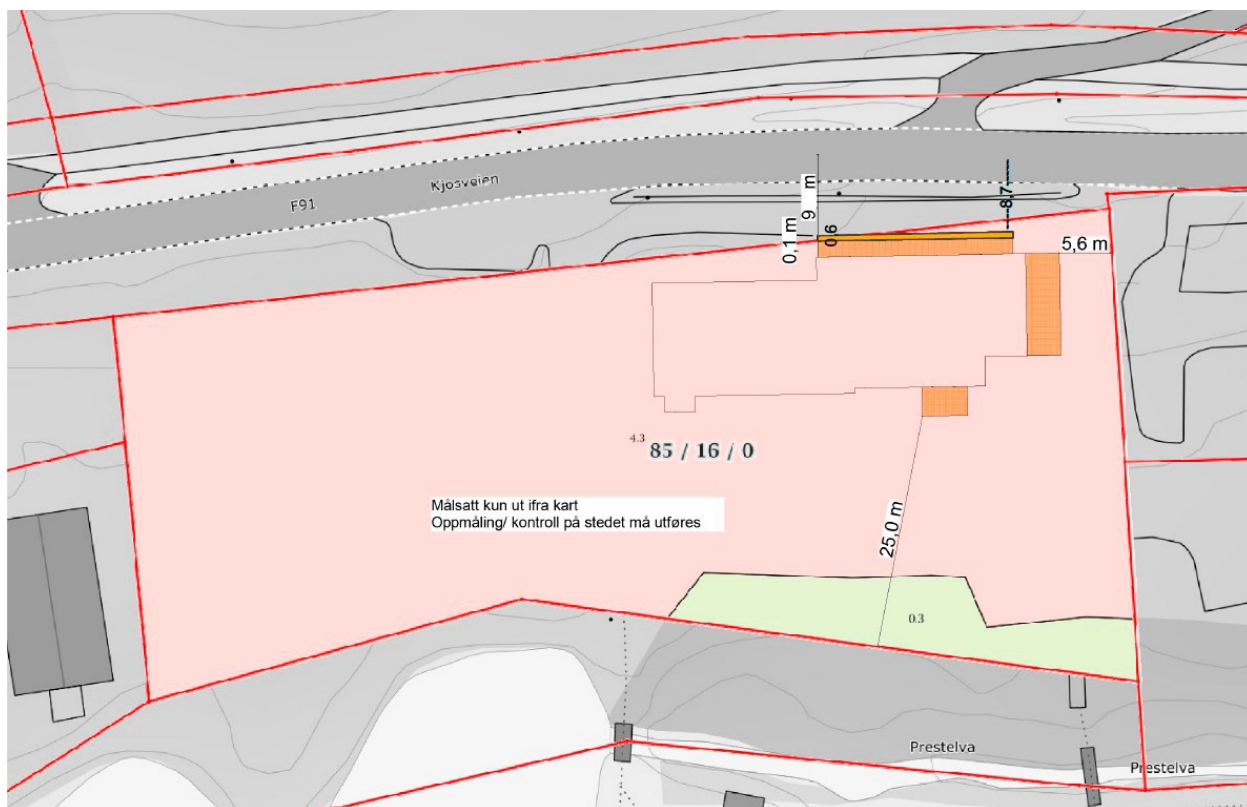 Kjosveien
F91
9 m
8,7
0,1 m
0,6
5,6 m
4.3
85 / 16 / 0
Målsatt kun ut ifra kart
Oppmåling/ kontroll på stedet må utføres
25,0 m
0.3
Prestelva
Prestelva